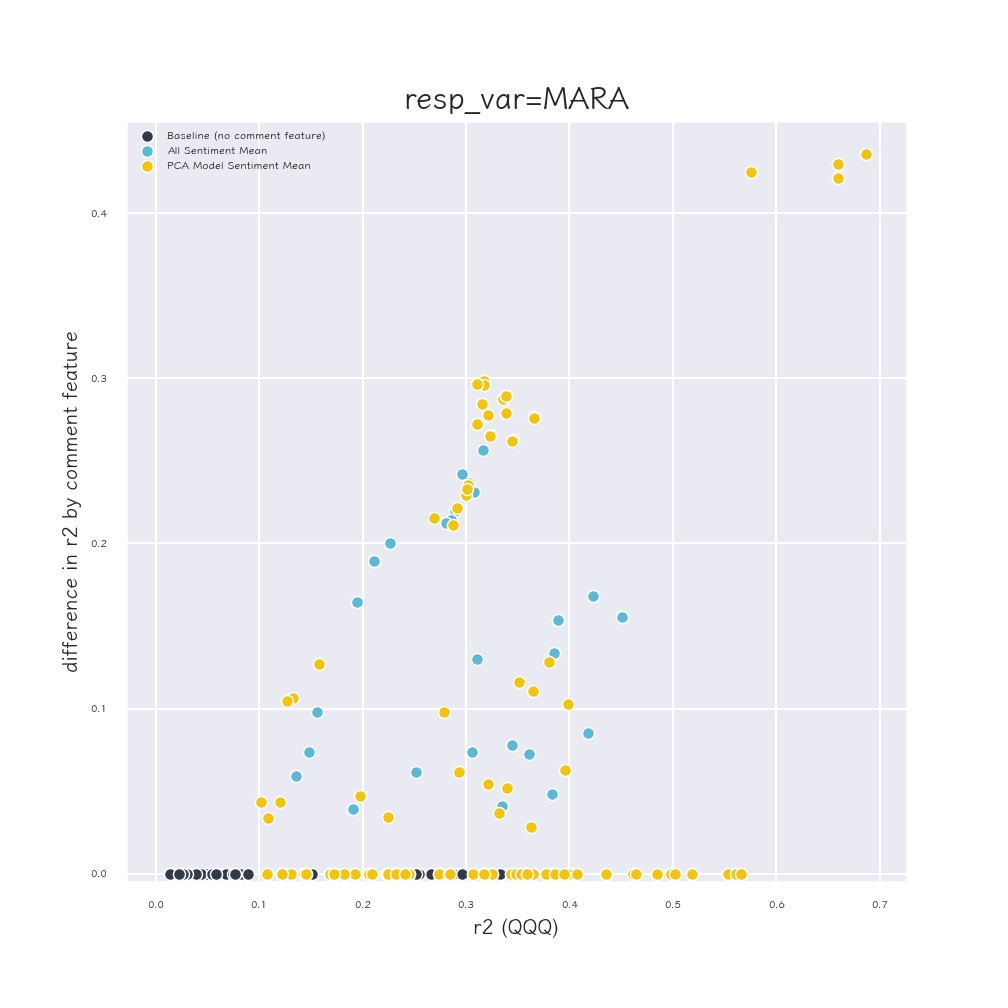 resp_var=MARA
Baseline (no comment feature)
All Sentiment Mean
PCA Model Sentiment Mean
difference in r2 by comment feature
0.4
0.3
0.2
0.1
0.0
0.0 0.1 0.2 0.3 0.4 0.5 0.6 0.7
r2 (QQQ)